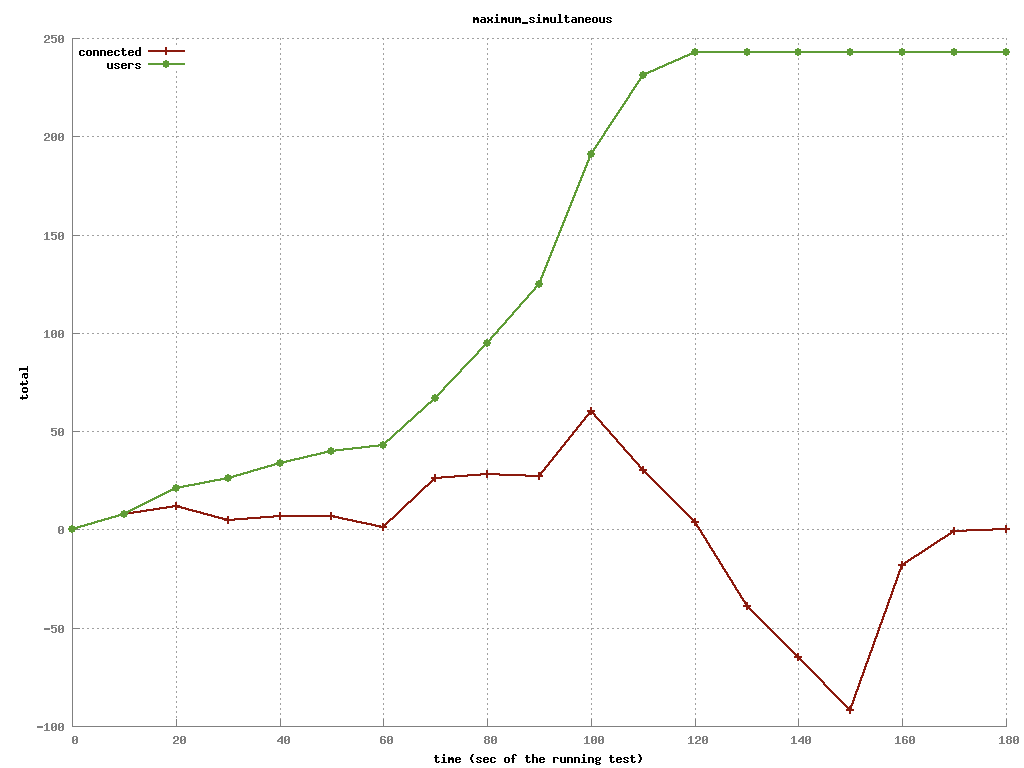 maximum_simultaneous
connected
users
250
200
150
100
50
0
-50
-100
total
0 20 40 60 80 100 120 140 160 180
time (sec of the running test)